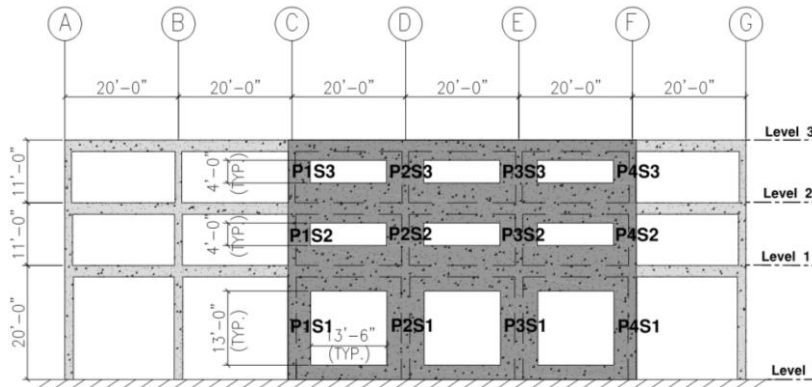 A B C D E F G
20'-0" 20'-0" 20'-0" 20'-0" 20'-0" 20'-0"
Level 3
11'-0" 4'-0" (TYP.) P1S3 P2S3 P3S3 P4S3
Level 2
11'-0" 4'-0" (TYP.) P1S2 P2S2 P3S2 P4S2
Level 1
20'-0" 13'-0" (TYP.) P1S1 P2S1 P3S1 P4S1
13'-6"
(TYP.)
Level